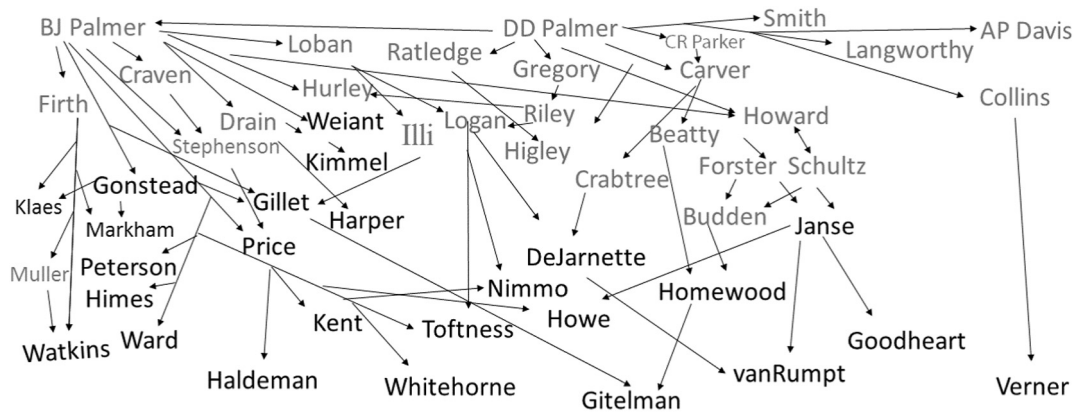 BJ Palmer
DD Palmer
Smith
AP Davis
Loban
Ratledge
CR Parker
Langworthy
Craven
Gregory
Carver
Hurley
Collins
Firth
Drain
Weiant
Illi
Logan
Riley
Howard
Stephenson
Beatty
Kimmel
Higley
Forster
Schultz
Crabtree
Gonstead
Klaes
Gillet
Harper
Budden
Markham
Janse
Price
Muller
Peterson
DeJarnette
Himes
Nimmo
Homewood
Kent
Toftness
Howe
Watkins
Ward
Goodheart
Haldeman
Whitehorne
Gitelman
vanRumpt
Verner